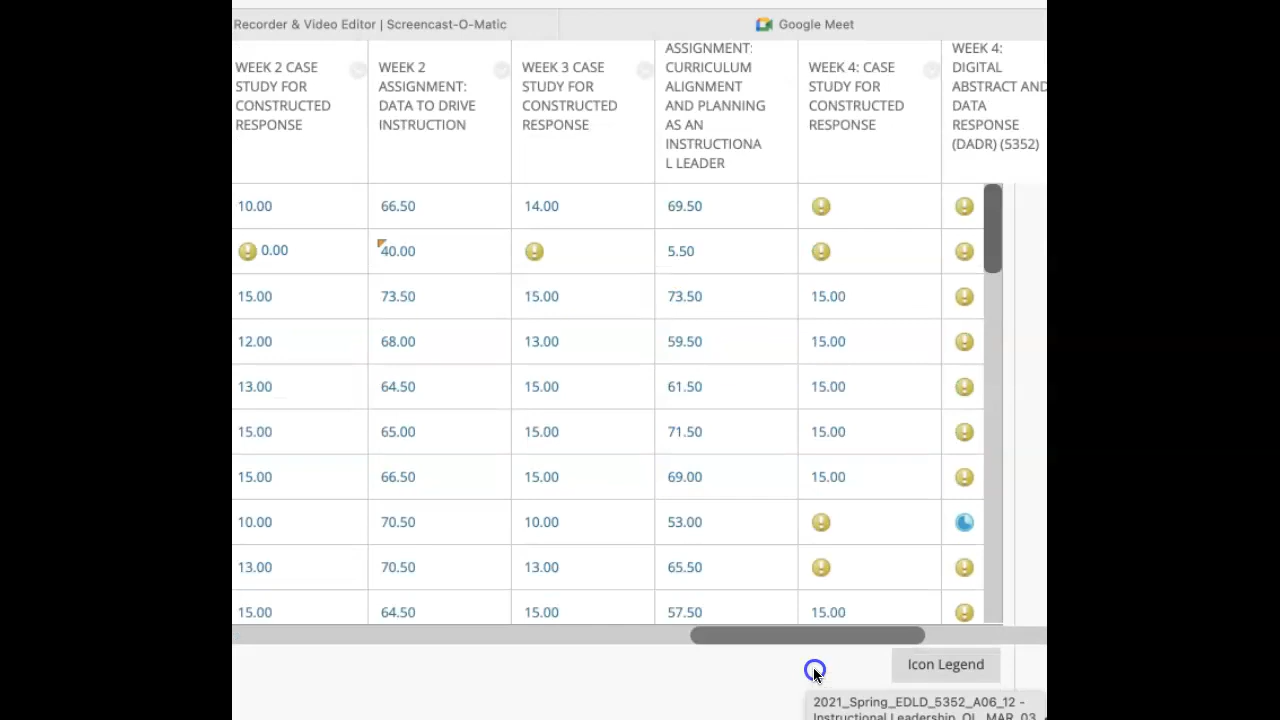 Recorder & Video Editor | Screencast-O-Matic
Google Meet
WEEK 2 CASE
STUDY FOR
CONSTRUCTED
RESPONSE
WEEK 2
ASSIGNMENT:
DATA TO DRIVE
INSTRUCTION
WEEK 3 CASE
STUDY FOR
CONSTRUCTED
RESPONSE
ASSIGNMENT:
CURRICULUM
ALIGNMENT
AND PLANNING
AS AN
INSTRUCTIONA
L LEADER
WEEK 4: CASE
STUDY FOR
CONSTRUCTED
RESPONSE
WEEK 4:
DIGITAL
ABSTRACT AND
DATA
RESPONSE
(DADR) (5352)
10.00 66.50 14.00 69.50
0.00 40.00 5.50
15.00 73.50 15.00 73.50 15.00
12.00 68.00 13.00 59.50 15.00
13.00 64.50 15.00 61.50 15.00
15.00 65.00 15.00 71.50 15.00
15.00 66.50 15.00 69.00 15.00
10.00 70.50 10.00 53.00
13.00 70.50 13.00 65.50
15.00 64.50 15.00 57.50 15.00
Icon Legend
2021_Spring_EDLD_5352_A06_12 -
Instructional Leadership_OL_MAR_03